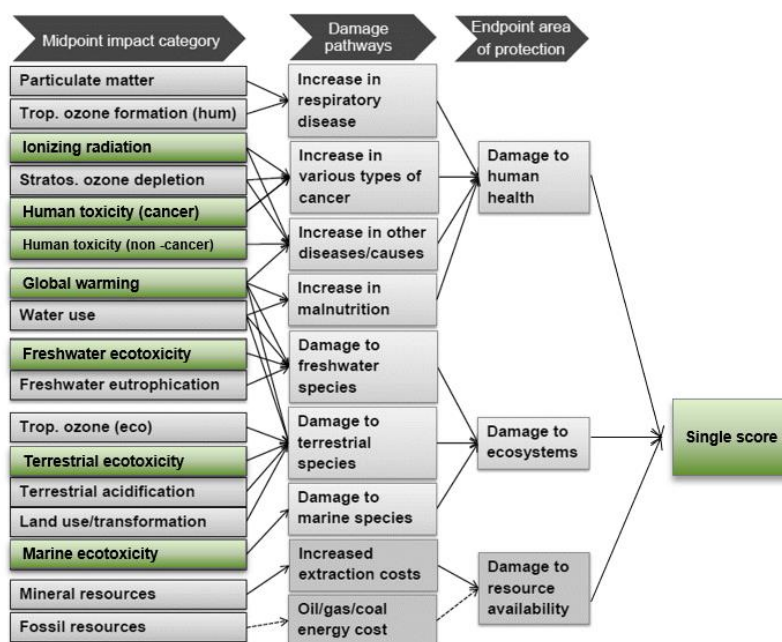 Midpoint impact category
Damage
pathways
Endpoint area
of protection
Particulate matter
Trop. ozone formation (hum)
Ionizing radiation
Stratos. ozone depletion
Human toxicity (cancer)
Human toxicity (non -cancer)
Global warming
Water use
Freshwater ecotoxicity
Freshwater eutrophication
Trop. ozone (eco)
Terrestrial ecotoxicity
Terrestrial acidification
Land use/transformation
Marine ecotoxicity
Mineral resources
Fossil resources
Increase in
respiratory
disease
Increase in
various types of
cancer
Increase in other
diseases/causes
Increase in
malnutrition
Damage to
freshwater
species
Damage to
terrestrial
species
Damage to
marine species
Increased
extraction costs
Oil/gas/coal
energy cost
Damage to
human
health
Damage to
ecosystems
Damage to
resource
availability
Single score